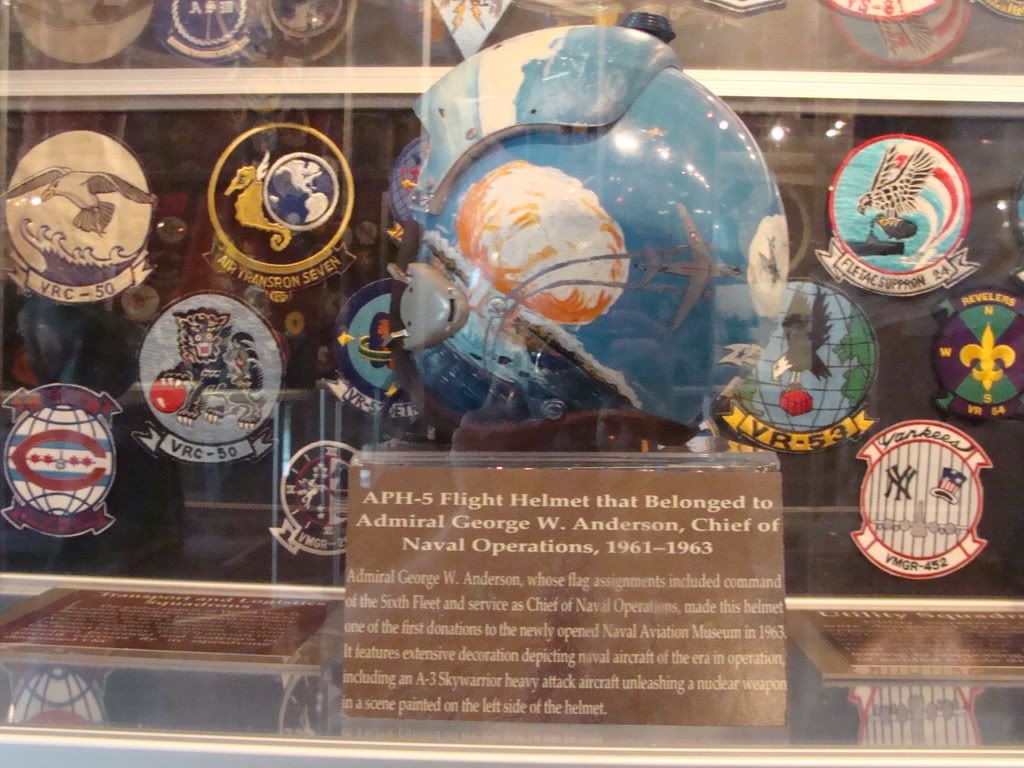 VS-61
VRC-50
AIR TRANSRON SEVEN
FLETACSUPPRON 24
REVELERS
N
W
S
VR 54
VRC-50
VR-53
C
Yankees
NY
VMGR-452
APH-5 Flight Helmet that Belonged to
Admiral George W. Anderson, Chief of
Naval Operations, 1961–1963
Admiral George W. Anderson, whose flag assignments included command
of the Sixth Fleet and service as Chief of Naval Operations, made this helmet
one of the first donations to the newly opened Naval Aviation Museum in 1963.
It features extensive decoration depicting naval aircraft of the era in operation,
including an A-3 Skywarrior heavy attack aircraft unleashing a nuclear weapon
in a scene painted on the left side of the helmet.